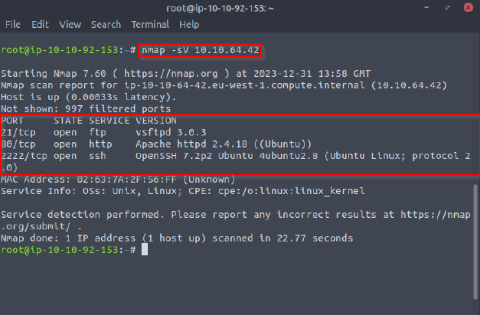 root@ip-10-10-92-153: ~
File Edit View Search Terminal Help
root@ip-10-10-92-153:~# nmap -sV 10.10.64.42
Starting Nmap 7.60 ( https://nmap.org ) at 2023-12-31 13:58 GMT
Nmap scan report for ip-10-10-64-42.eu-west-1.compute.internal (10.10.64.42)
Host is up (0.00033s latency).
Not shown: 997 filtered ports
PORT STATE SERVICE VERSION
21/tcp open ftp vsftpd 3.0.3
80/tcp open http Apache httpd 2.4.18 ((Ubuntu))
2222/tcp open ssh OpenSSH 7.2p2 Ubuntu 4ubuntu2.8 (Ubuntu Linux; protocol 2
.0)
MAC Address: 02:63:7A:2F:56:FF (Unknown)
Service Info: OSs: Unix, Linux; CPE: cpe:/o:linux:linux_kernel
Service detection performed. Please report any incorrect results at https://nmap
.org/submit/ .
Nmap done: 1 IP address (1 host up) scanned in 22.77 seconds
root@ip-10-10-92-153:~#